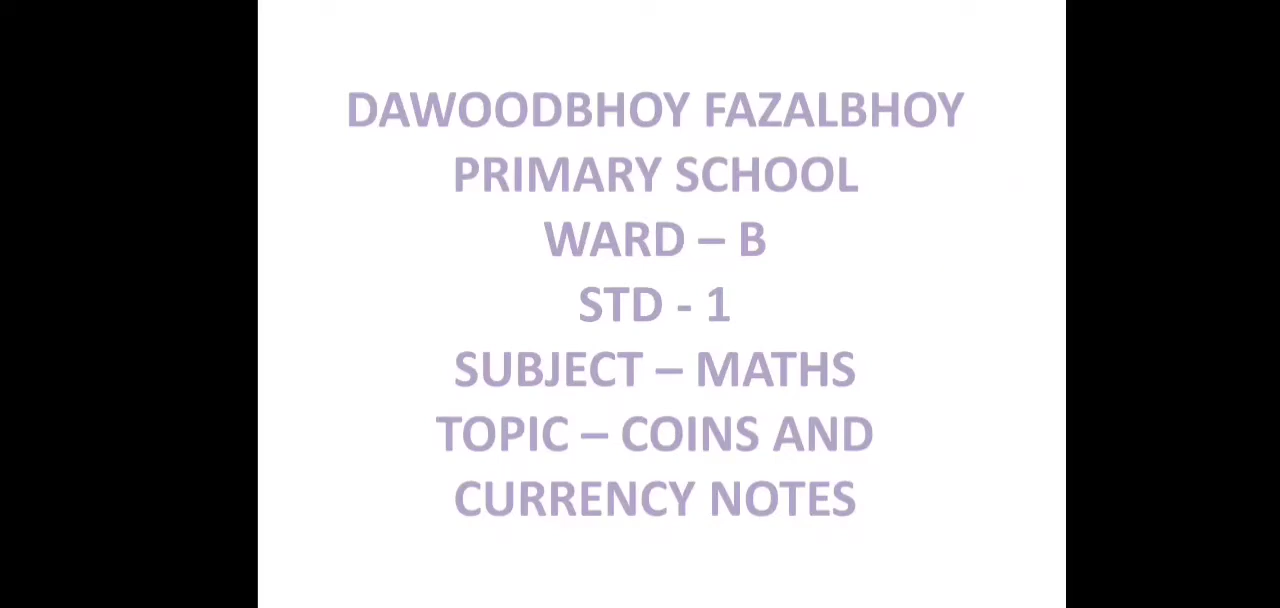 DAWOODBHOY FAZALBHOY
PRIMARY SCHOOL
WARD – B
STD - 1
SUBJECT – MATHS
TOPIC – COINS AND
CURRENCY NOTES